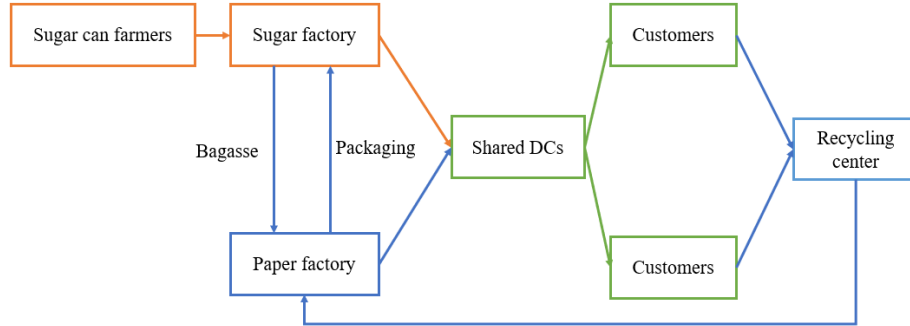 Sugar can farmers
Sugar factory
Customers
Bagasse
Packaging
Shared DCs
Recycling
center
Paper factory
Customers